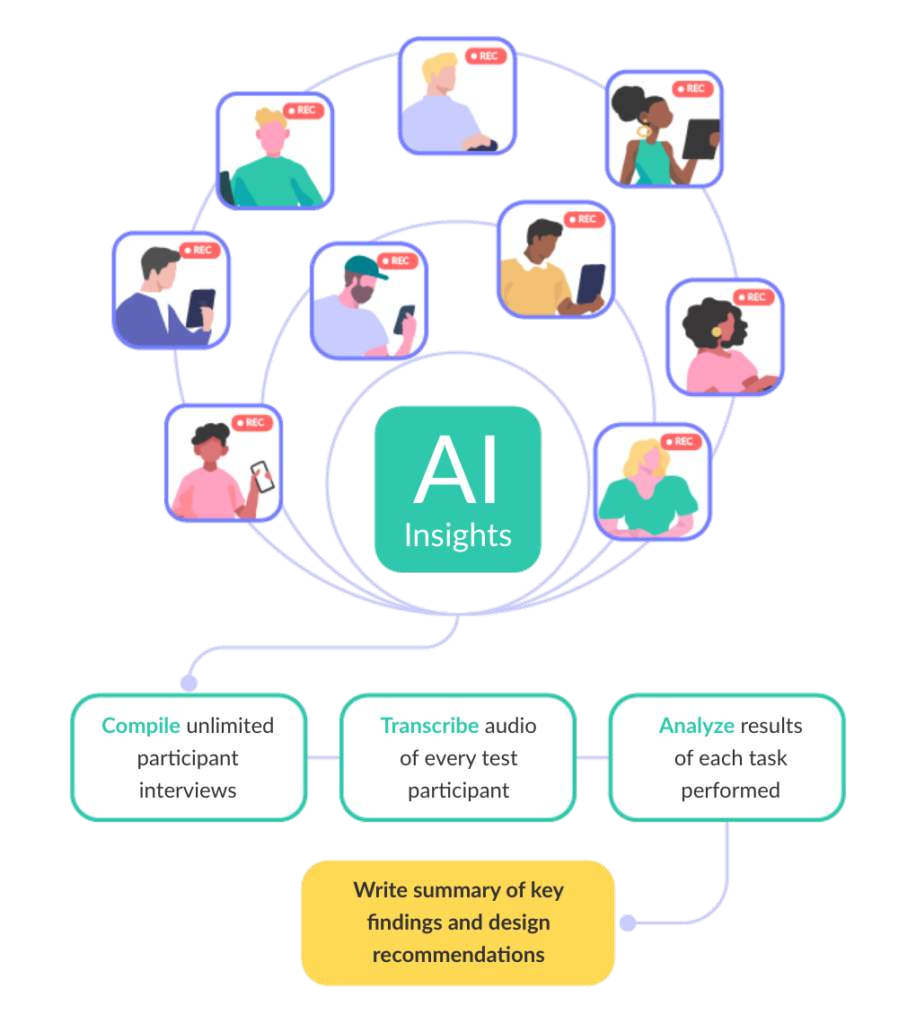 REC
REC
REC
REC
REC
REC
REC
REC
REC
AI
Insights
Compile unlimited
participant
interviews
Transcribe audio
of every test
participant
Analyze results
of each task
performed
Write summary of key
findings and design
recommendations